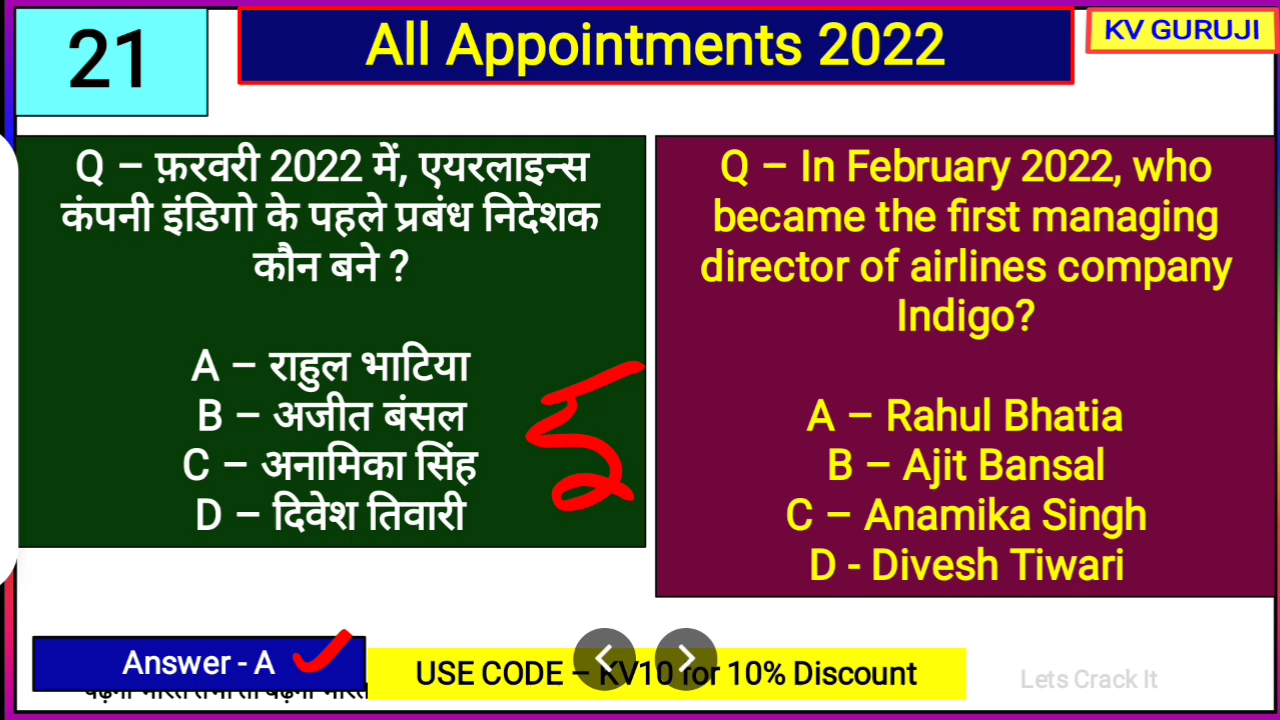 21
All Appointments 2022
KV GURUJI
Q – फ़रवरी 2022 में, एयरलाइन्स
कंपनी इंडिगो के पहले प्रबंध निदेशक
कौन बने ?
A – राहुल भाटिया
B – अजीत बंसल
C – अनामिका सिंह
D – दिवेश तिवारी
इ
Q – In February 2022, who
became the first managing
director of airlines company
Indigo?
A – Rahul Bhatia
B – Ajit Bansal
C – Anamika Singh
D - Divesh Tiwari
Answer - A
USE CODE – KV10 for 10% Discount
Lets Crack It